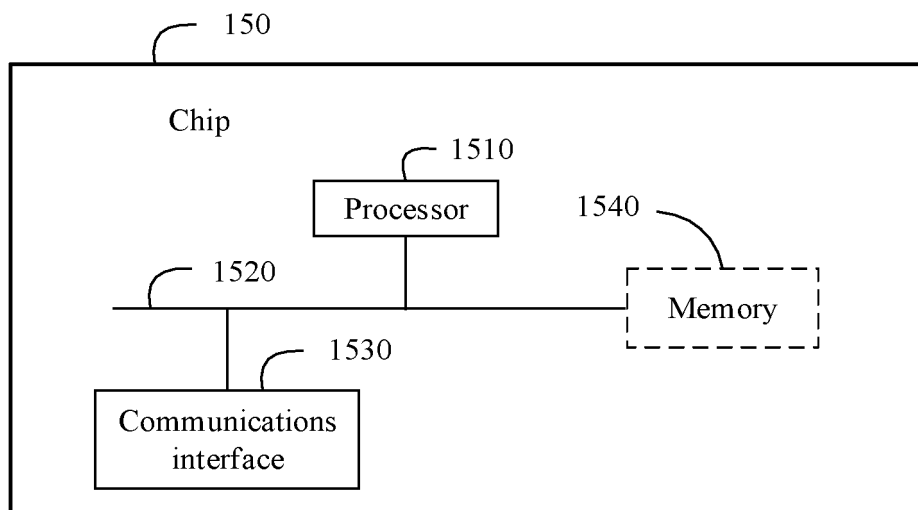 150
Chip
1510
Processor
1540
1520
Memory
1530
Communications
interface